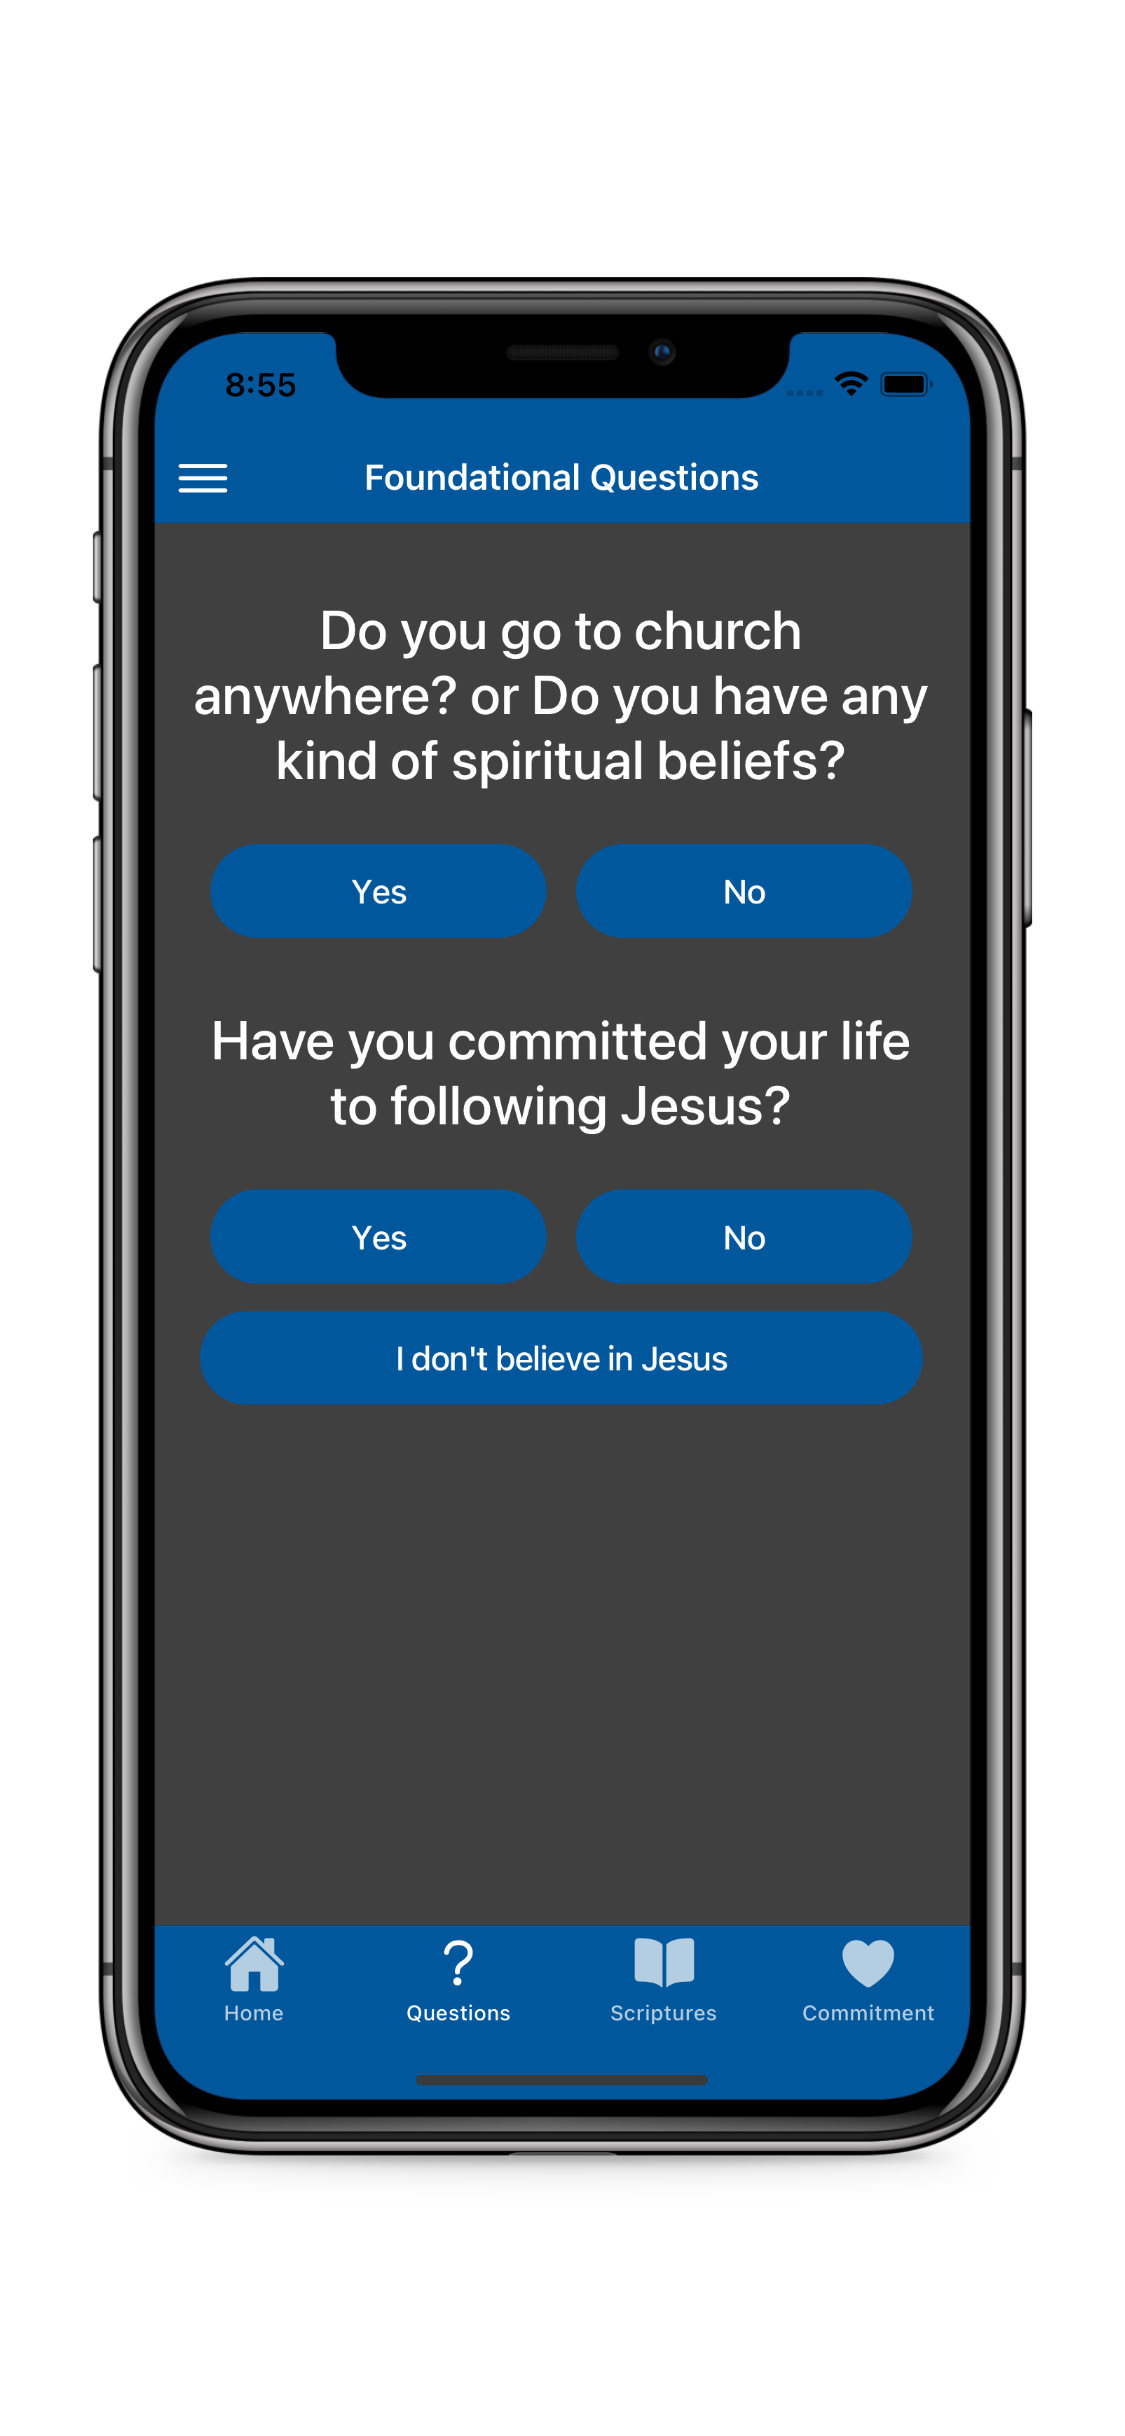 8:55
Foundational Questions
Do you go to church
anywhere? or Do you have any
kind of spiritual beliefs?
Yes No
Have you committed your life
to following Jesus?
Yes No
I don't believe in Jesus
Home Questions Scriptures Commitment